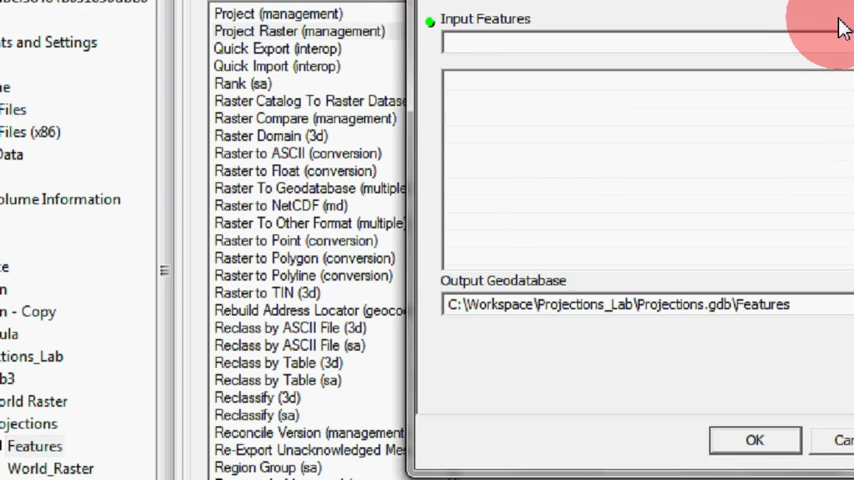 nts and Settings
ue
Files
Files (x86)
Data
olume Information
ce
n
n - Copy
ula
ctions_Lab
b3
orld Raster
ojections
Features
World_Raster
Project (management)
Project Raster (management)
Quick Export (interop)
Quick Import (interop)
Rank (sa)
Raster Catalog To Raster Datase
Raster Compare (management)
Raster Domain (3d)
Raster to ASCII (conversion)
Raster to Float (conversion)
Raster To Geodatabase (multiple
Raster to NetCDF (md)
Raster To Other Format (multiple)
Raster to Point (conversion)
Raster to Polygon (conversion)
Raster to Polyline (conversion)
Raster to TIN (3d)
Rebuild Address Locator (geocod
Reclass by ASCII File (3d)
Reclass by ASCII File (sa)
Reclass by Table (3d)
Reclass by Table (sa)
Reclassify (3d)
Reclassify (sa)
Reconcile Version (management
Re-Export Unacknowledged Mes
Region Group (sa)
Input Features
Output Geodatabase
C:\Workspace\Projections_Lab\Projections.gdb\Features
OK
Can